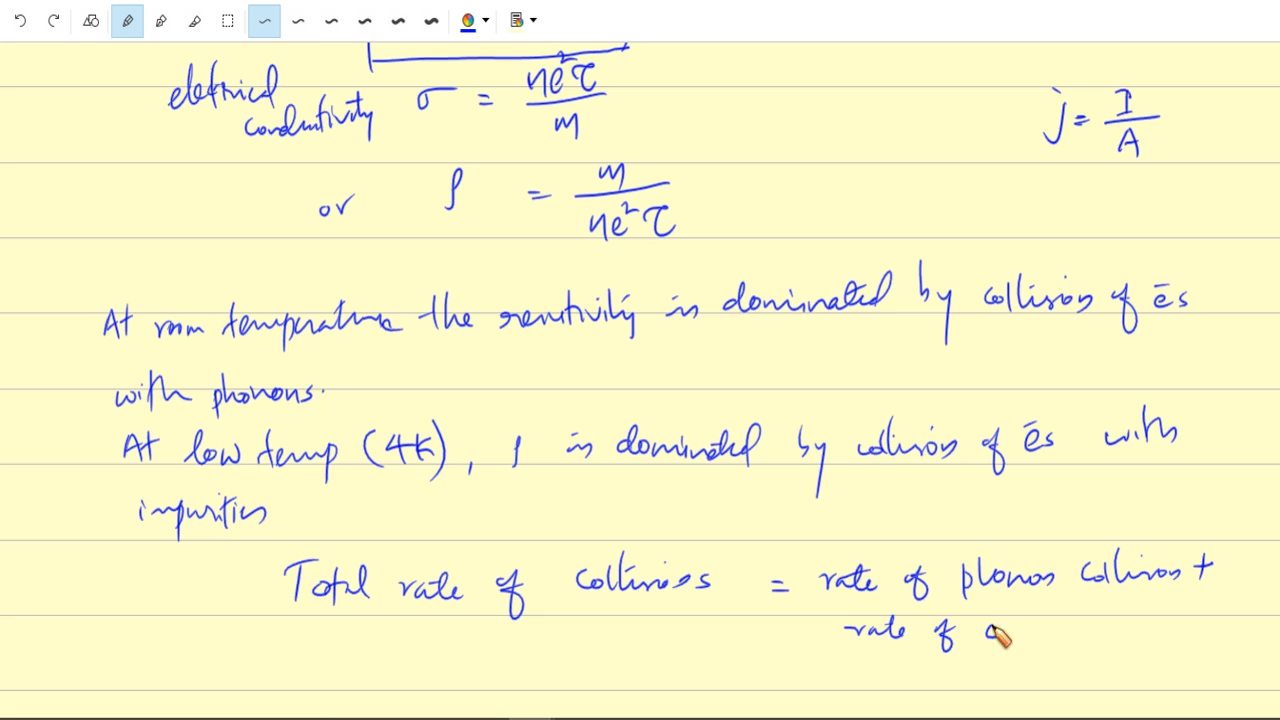 eletrical conductivity σ = ne²τ/m
j = I/A
or ρ = m/ne²τ
At room temperature the resistivity is dominated by collision of ēs
with phonons.
At low temp (4K), ρ is dominated by collision of ēs with
impurities
Total rate of collisions = rate of phonon collision +
rate of